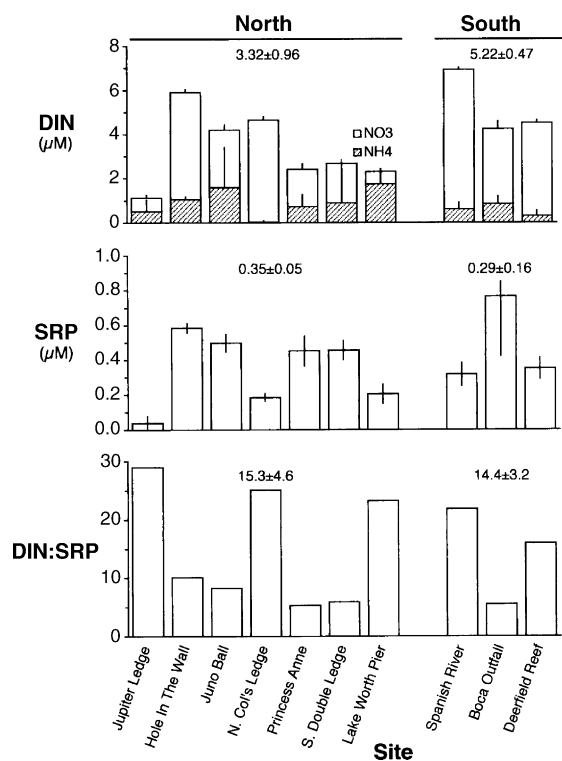 North South
3.32±0.96 5.22±0.47
8
6
DIN
4
(µM)
NO3
NH4
2
0
0.35±0.05 0.29±0.16
1.0
0.8
SRP
0.6
(µM)
0.4
0.2
0.0
30
15.3±4.6 14.4±3.2
20
DIN:SRP
10
0
Jupiter Ledge
Hole In The Wall
Juno Ball
N. Col's Ledge
Princess Anne
S. Double Ledge
Lake Worth Pier
Spanish River
Boca Outfall
Deerfield Reef
Site